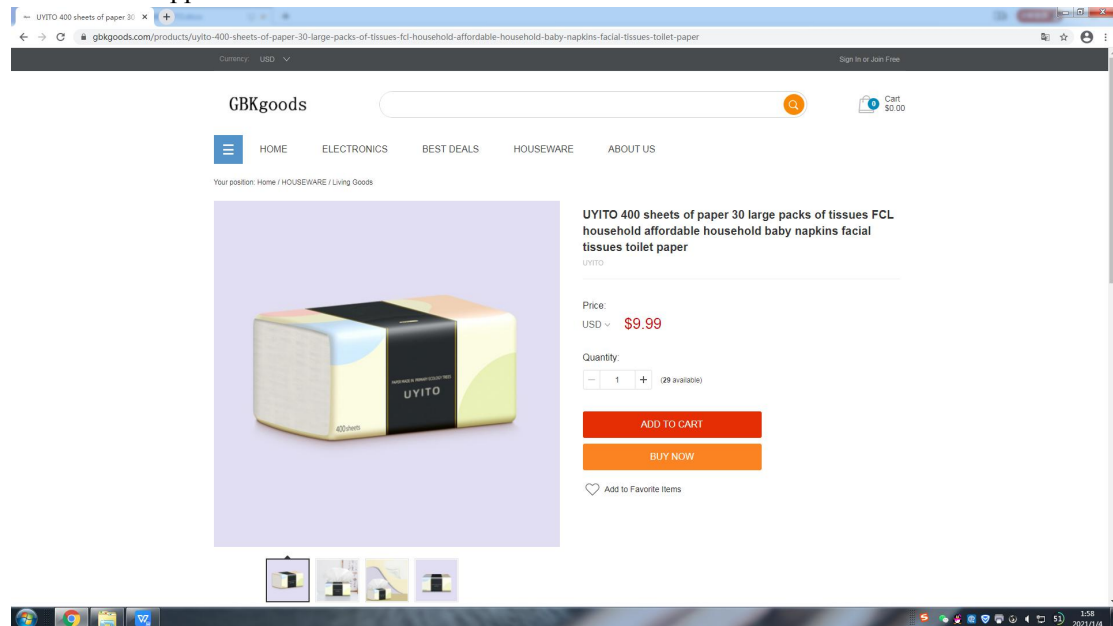 UYITO 400 sheets of paper 30
gbkgoods.com/products/uyito-400-sheets-of-paper-30-large-packs-of-tissues-fcl-household-affordable-household-baby-napkins-facial-tissues-toilet-paper
Currency: USD
Sign In or Join Free
GBKgoods
0
Cart
$0.00
HOME ELECTRONICS BEST DEALS HOUSEWARE ABOUT US
Your position: Home / HOUSEWARE / Living Goods
UYITO 400 sheets of paper 30 large packs of tissues FCL
household affordable household baby napkins facial
tissues toilet paper
UYITO
Price:
USD $9.99
Quantity:
1 (29 available)
UYITO
400 sheets
ADD TO CART
BUY NOW
Add to Favorite Items
51
1:58
2021/1/4